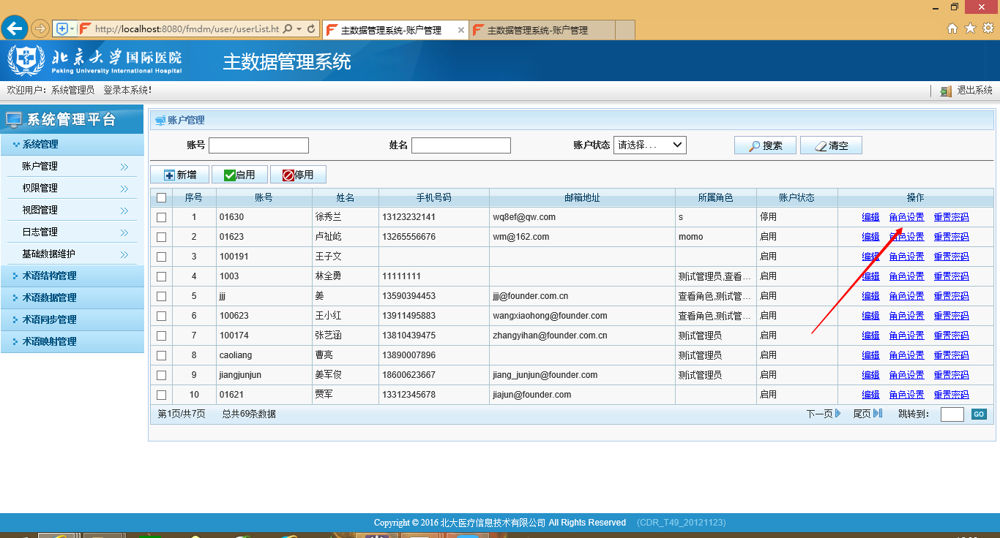 http://localhost:8080/fmdm/user/userList.ht
主数据管理系统-账户管理
主数据管理系统-账户管理
北京大学国际医院
Peking University International Hospital
主数据管理系统
欢迎用户: 系统管理员 登录本系统!
退出系统
系统管理平台
系统管理
账户管理
权限管理
视图管理
日志管理
基础数据维护
术语结构管理
术语数据管理
术语同步管理
术语映射管理
账户管理
账号 姓名 账户状态 请选择... 搜索 清空
新增 启用 停用
序号 账号 姓名 手机号码 邮箱地址 所属角色 账户状态 操作
1 01630 徐秀兰 13123232141 wq8ef@qw.com s 停用 编辑 角色设置 重置密码
2 01623 卢祉屹 13265556676 wm@162.com momo 启用 编辑 角色设置 重置密码
3 100191 王子文 启用 编辑 角色设置 重置密码
4 1003 林全勇 11111111 测试管理员,查看... 启用 编辑 角色设置 重置密码
5 jjj 姜 13590394453 jjj@founder.com.cn 查看角色,测试管... 启用 编辑 角色设置 重置密码
6 100623 王小红 13911495883 wangxiaohong@founder.com 查看角色,测试管... 启用 编辑 角色设置 重置密码
7 100174 张艺涵 13810439475 zhangyihan@founder.com.cn 测试管理员 启用 编辑 角色设置 重置密码
8 caoliang 曹亮 13890007896 测试管理员 启用 编辑 角色设置 重置密码
9 jiangjunjun 姜军俊 18600623667 jiang_junjun@founder.com 测试管理员 启用 编辑 角色设置 重置密码
10 01621 贾军 13312345678 jiajun@founder.com 启用 编辑 角色设置 重置密码
第1页/共7页 总共69条数据 下一页 尾页 跳转到: GO
Copyright © 2016 北大医疗信息技术有限公司 All Rights Reserved (CDR_T49_20121123)